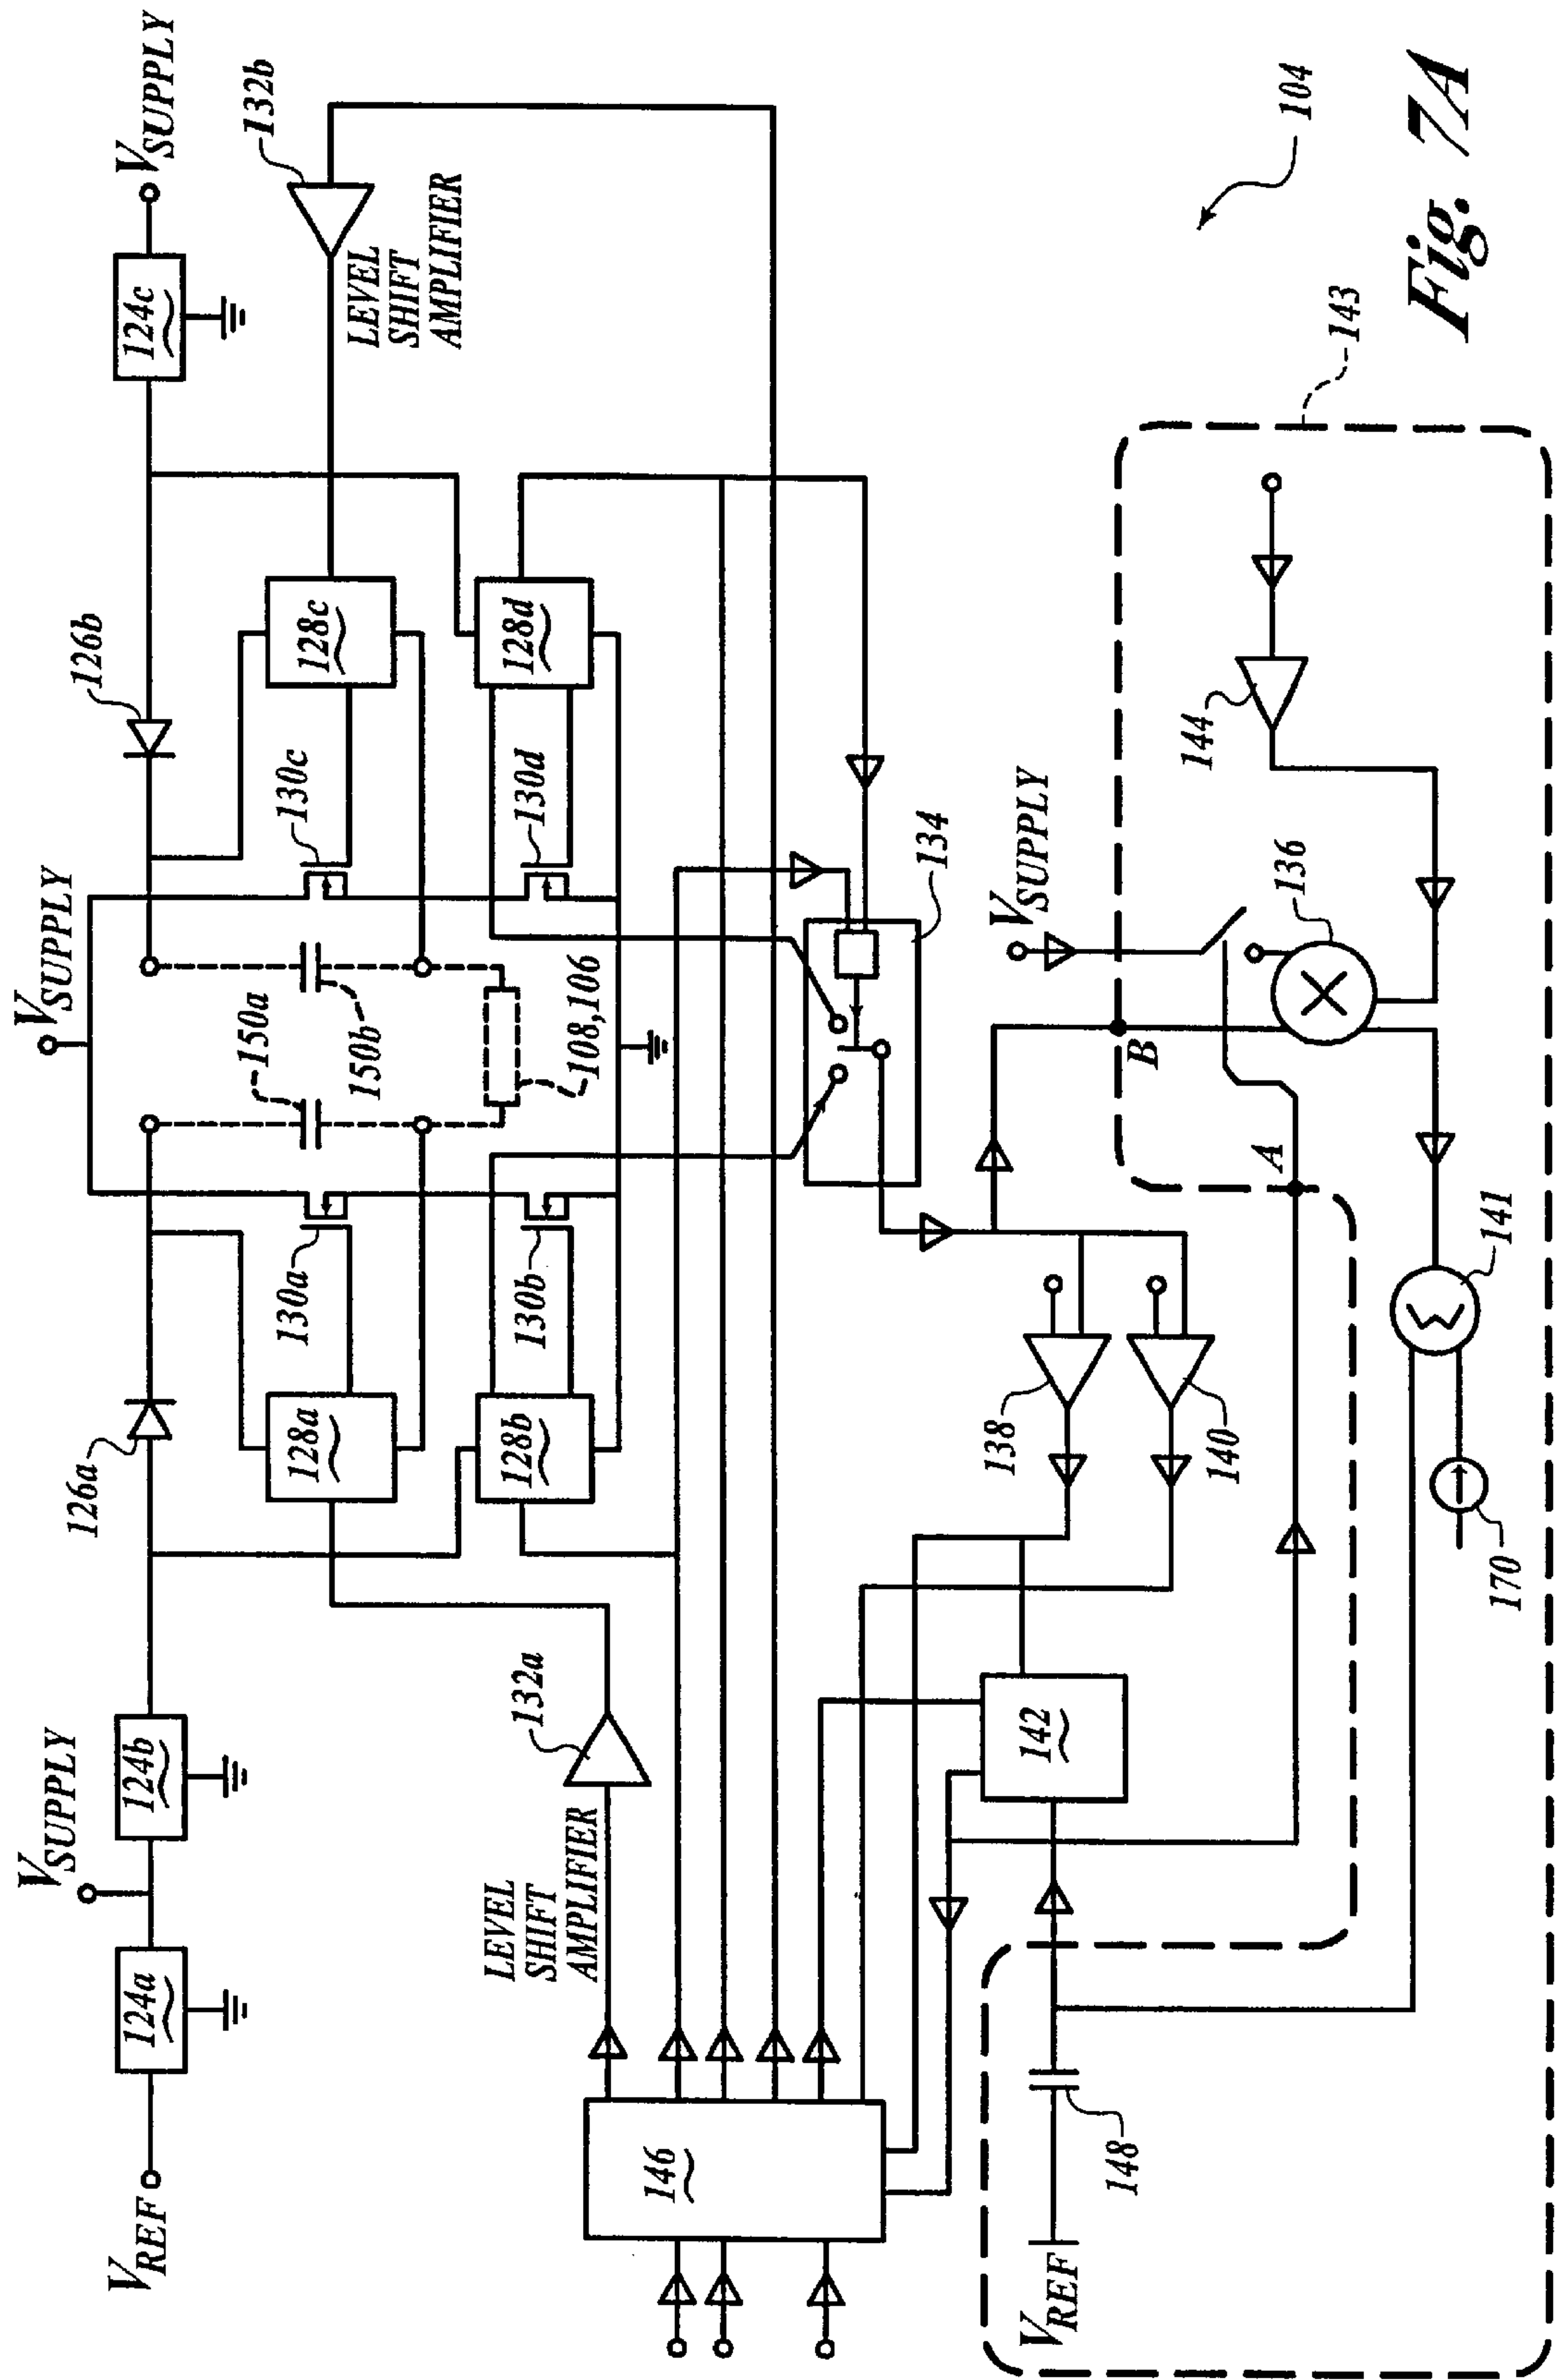 V_REF
124a
V_SUPPLY
124b
126a
V_SUPPLY
126b
124c
V_SUPPLY
128a
130a
150a
150b
130c
128c
132b
LEVEL
SHIFT
AMPLIFIER
128b
130b
108,106
130d
128d
LEVEL
SHIFT
AMPLIFIER
132a
146
134
138
140
142
V_SUPPLY
B
A
136
144
143
148
V_REF
141
170
104
Fig. 7A